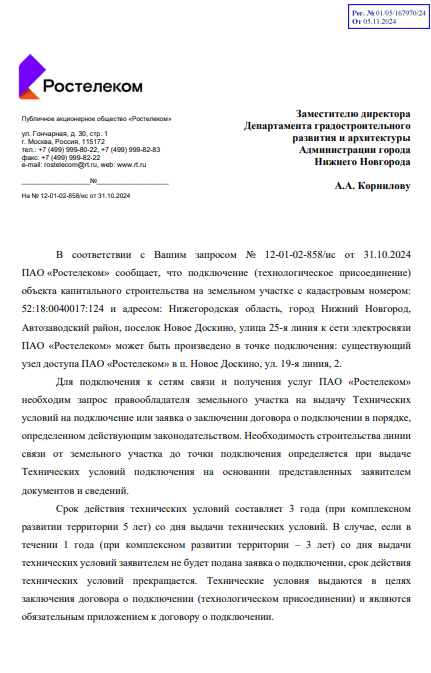 Рег. № 01/05/167970/24
От 05.11.2024
Ростелеком
Публичное акционерное общество «Ростелеком»
ул. Гончарная, д. 30, стр. 1
г. Москва, Россия, 115172
тел.: +7 (499) 999-80-22, +7 (499) 999-82-83
факс: +7 (499) 999-82-22
e-mail: rostelecom@rt.ru, web: www.rt.ru
№
На № 12-01-02-858/ис от 31.10.2024
Заместителю директора
Департамента градостроительного
развития и архитектуры
Администрации города
Нижнего Новгорода
А.А. Корнилову
В соответствии с Вашим запросом № 12-01-02-858/ис от 31.10.2024
ПАО «Ростелеком» сообщает, что подключение (технологическое присоединение)
объекта капитального строительства на земельном участке с кадастровым номером:
52:18:0040017:124 и адресом: Нижегородская область, город Нижний Новгород,
Автозаводский район, поселок Новое Доскино, улица 25-я линия к сети электросвязи
ПАО «Ростелеком» может быть произведено в точке подключения: существующий
узел доступа ПАО «Ростелеком» в п. Новое Доскино, ул. 19-я линия, 2.
Для подключения к сетям связи и получения услуг ПАО «Ростелеком»
необходим запрос правообладателя земельного участка на выдачу Технических
условий на подключение или заявка о заключении договора о подключении в порядке,
определенном действующим законодательством. Необходимость строительства линии
связи от земельного участка до точки подключения определяется при выдаче
Технических условий подключения на основании представленных заявителем
документов и сведений.
Срок действия технических условий составляет 3 года (при комплексном
развитии территории 5 лет) со дня выдачи технических условий. В случае, если в
течении 1 года (при комплексном развитии территории – 3 лет) со дня выдачи
технических условий заявителем не будет подана заявка о подключении, срок действия
технических условий прекращается. Технические условия выдаются в целях
заключения договора о подключении (технологическом присоединении) и являются
обязательным приложением к договору о подключении.